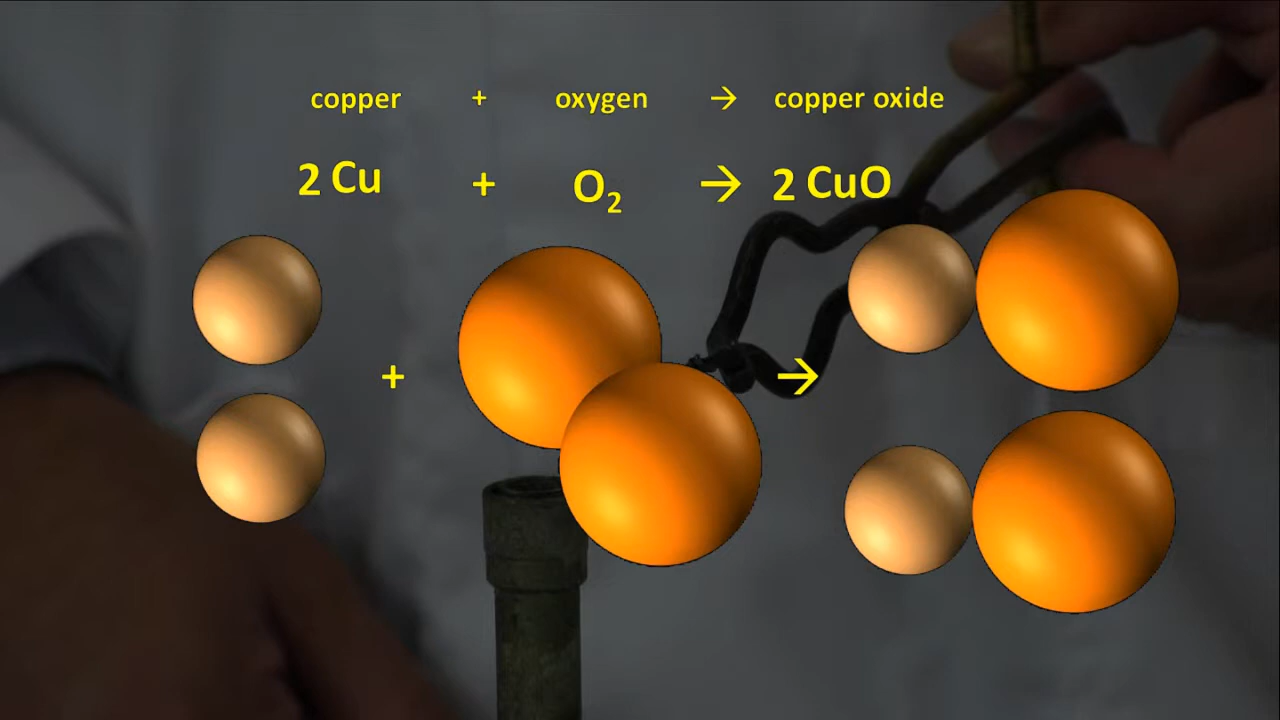 copper + oxygen → copper oxide
2 Cu + O₂ → 2 CuO
+ →